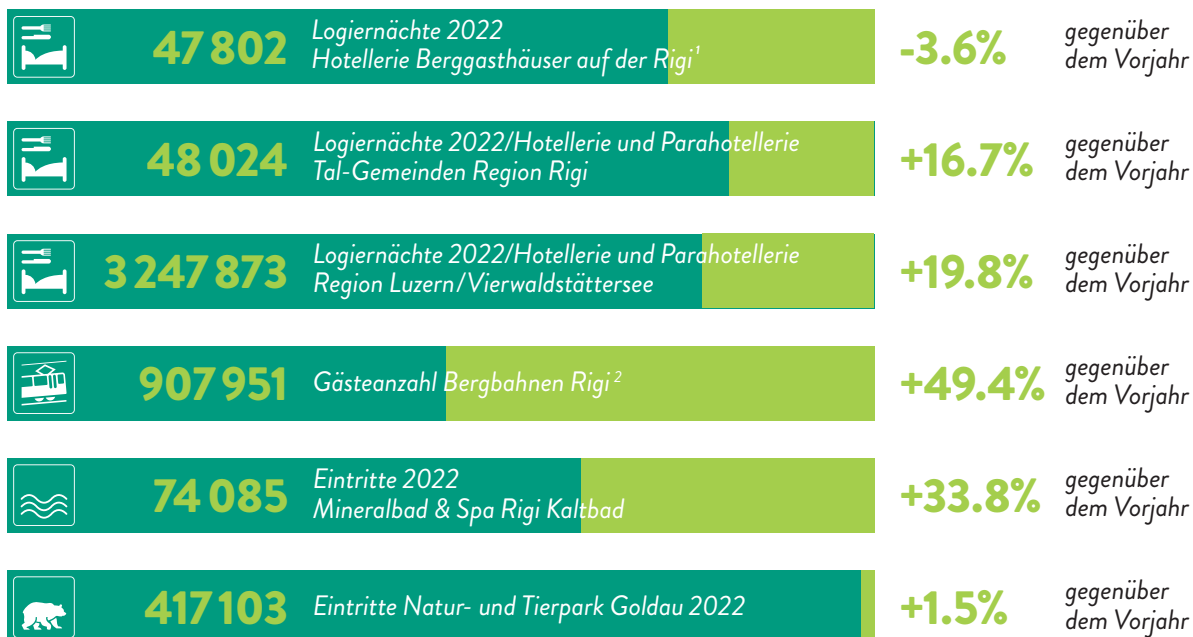 47 802
Logiernächte 2022
Hotellerie Berggasthäuser auf der Rigi¹
-3.6%
gegenüber
dem Vorjahr
48 024
Logiernächte 2022/Hotellerie und Parahotellerie
Tal-Gemeinden Region Rigi
+16.7%
gegenüber
dem Vorjahr
3 247 873
Logiernächte 2022/Hotellerie und Parahotellerie
Region Luzern/Vierwaldstättersee
+19.8%
gegenüber
dem Vorjahr
907 951
Gästeanzahl Bergbahnen Rigi²
+49.4%
gegenüber
dem Vorjahr
74 085
Eintritte 2022
Mineralbad & Spa Rigi Kaltbad
+33.8%
gegenüber
dem Vorjahr
417 103
Eintritte Natur- und Tierpark Goldau 2022
+1.5%
gegenüber
dem Vorjahr